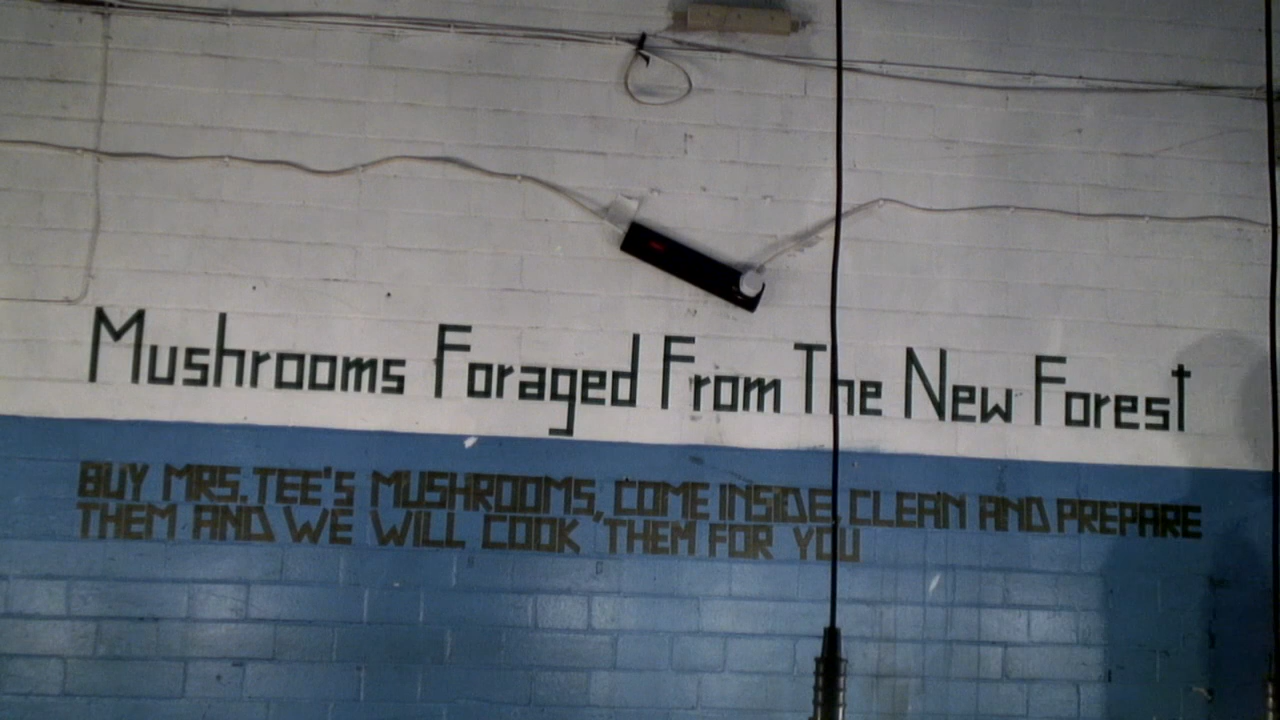 Mushrooms Foraged From The New Forest
BUY MRS. TEE'S MUSHROOMS, COME INSIDE, CLEAN AND PREPARE
THEM AND WE WILL COOK THEM FOR YOU